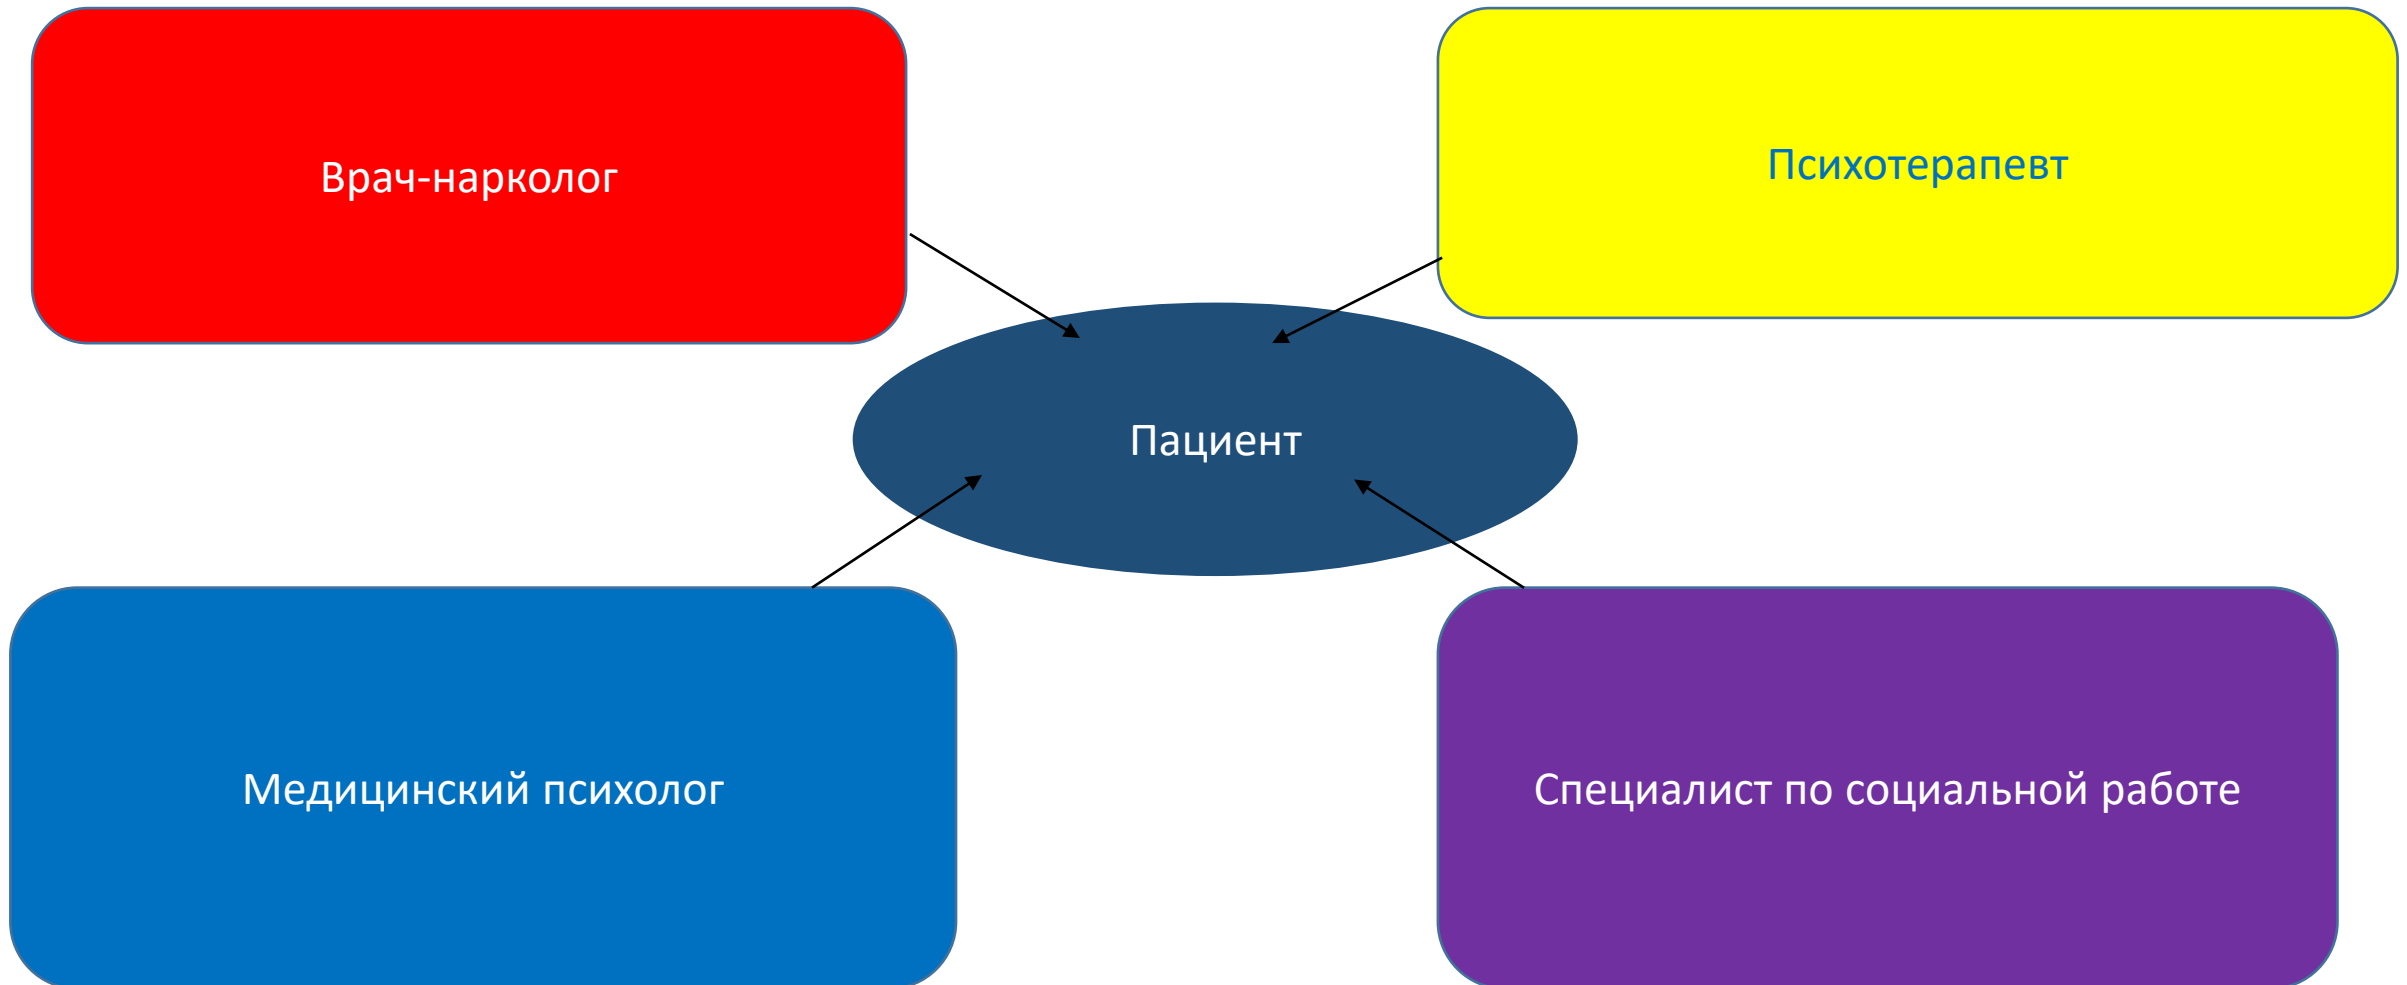 Врач-нарколог
Психотерапевт
Пациент
Медицинский психолог
Специалист по социальной работе